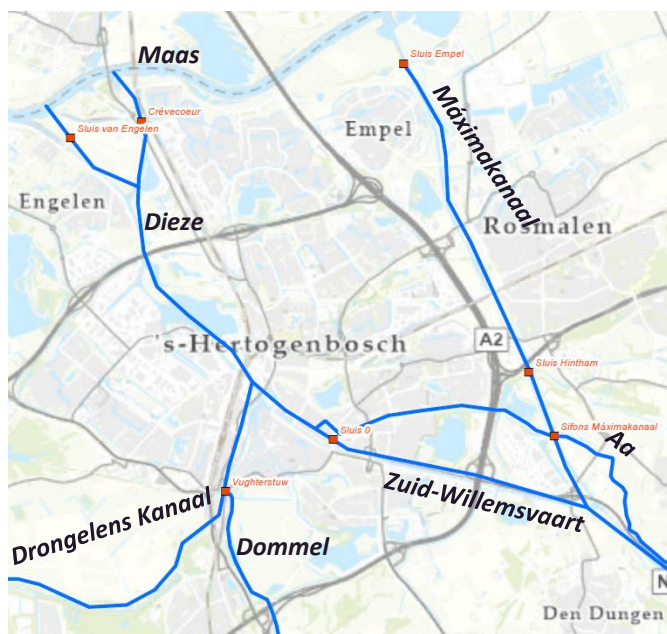 Maas
Sluis Empel
Crèvecoeur
Sluis van Engelen
Empel
Máximakanaal
Engelen
Dieze
Rosmalen
's-Hertogenbosch
A2
Sluis Hintham
Sluis 0
Sifons Máximakanaal
Aa
Vughterstuw
Zuid-Willemsvaart
Drongelens Kanaal
Dommel
N
Den Dungen